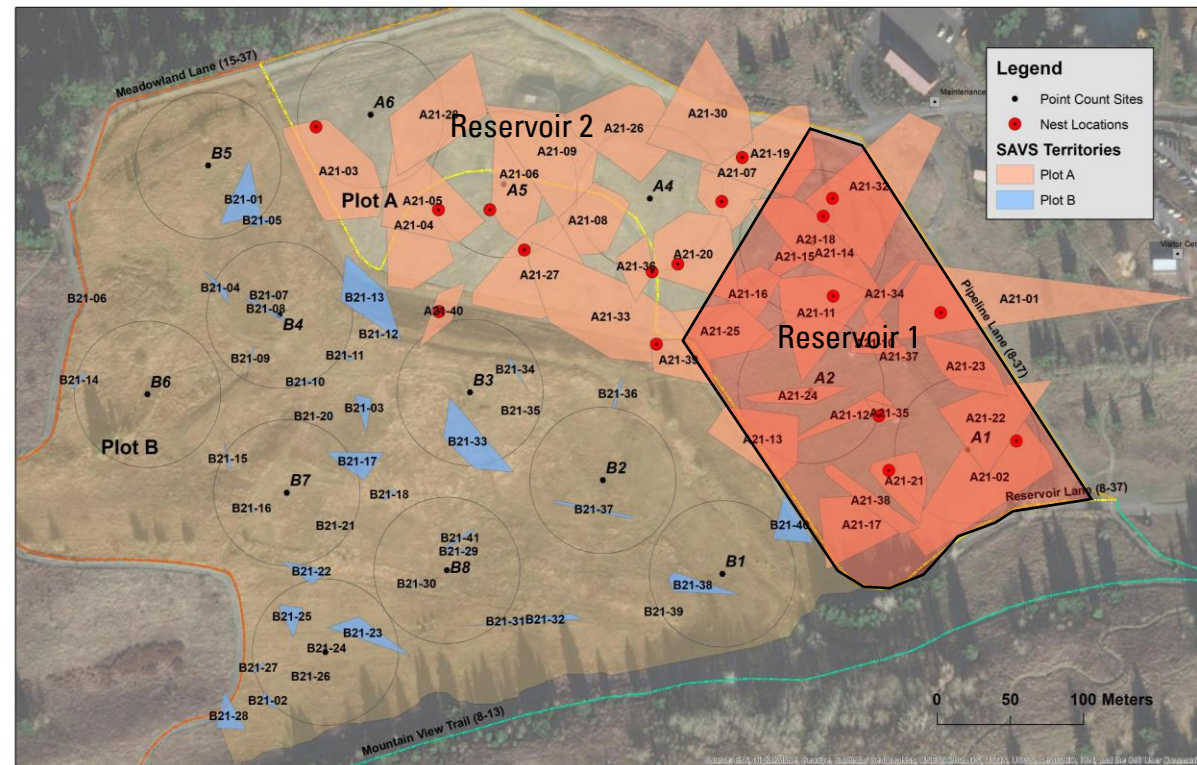 Meadowland Lane (15-37)
Maintenance
Legend
Point Count Sites
Nest Locations
SAVS Territories
Plot A
Plot B
Visitor Cen
A6
A21-28
Reservoir 2
A21-26
A21-30
A21-09
A21-19
B5
A21-03
A21-06
A5
A21-07
A4
A21-32
B21-01
Plot A
A21-05
B21-05
A21-04
A21-08
A21-18
A21-14
A21-15
A21-20
A21-36
A21-27
B21-06
B21-04
B21-07
B21-13
B21-08
B4
A21-40
A21-16
A21-34
A21-01
A21-11
A21-33
Pipeline Lane (8-37)
B21-12
A21-25
Reservoir 1
A21-39
A21-37
B21-09
B21-11
B21-14
B6
B21-10
B3
B21-34
A2
A21-23
B21-36
A21-24
B21-03
B21-20
B21-35
A21-12
A21-35
A21-22
Plot B
B21-33
A21-13
A1
B21-15
B21-17
B7
B2
A21-02
A21-21
B21-16
B21-18
B21-37
A21-38
Reservoir Lane (8-37)
B21-21
A21-17
B21-40
B21-41
B21-29
B8
B1
B21-22
B21-30
B21-38
B21-25
B21-31
B21-32
B21-39
B21-23
B21-24
B21-27
B21-26
B21-02
B21-28
0 50 100 Meters
Mountain View Trail (8-13)